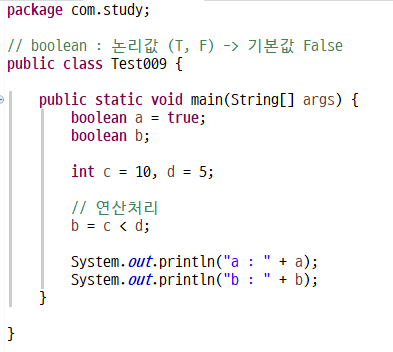 package com.study;
// boolean : 논리값 (T, F) -> 기본값 False
public class Test009 {
public static void main(String[] args) {
boolean a = true;
boolean b;
int c = 10, d = 5;
// 연산처리
b = c < d;
System.out.println("a : " + a);
System.out.println("b : " + b);
}
}